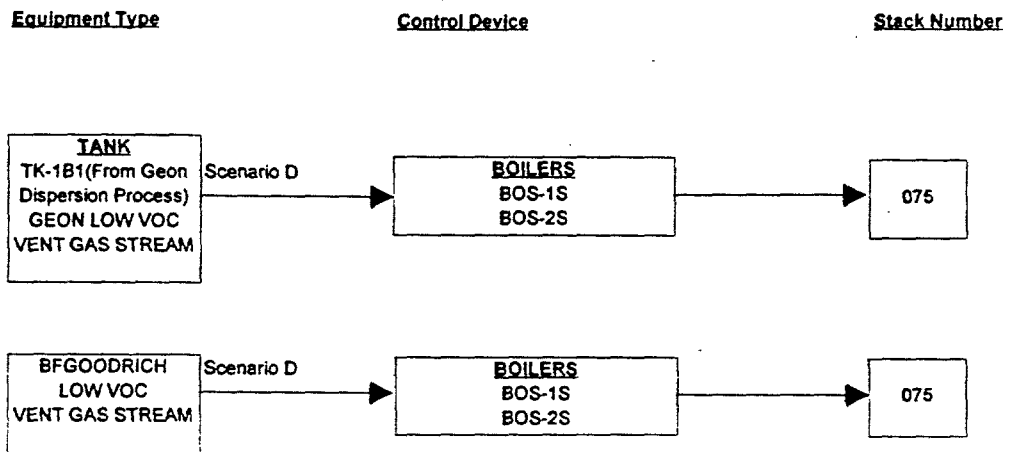 Equipment Type
Control Device
Stack Number
TANK
TK-1B1(From Geon
Dispersion Process)
GEON LOW VOC
VENT GAS STREAM
Scenario D
BOILERS
BOS-1S
BOS-2S
075
BFGOODRICH
LOW VOC
VENT GAS STREAM
Scenario D
BOILERS
BOS-1S
BOS-2S
075